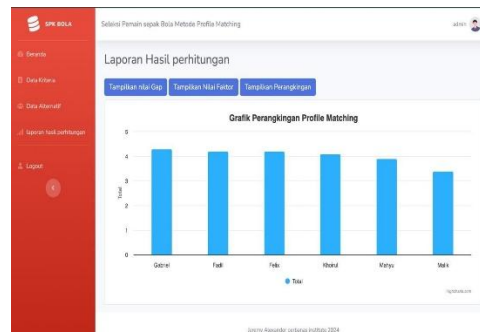 SPK BOLA
Seleksi Pemain sepak Bola Metode Profile Matching
admin
Beranda
Data Kriteria
Data Alternatif
Laporan hasil perhitungan
Logout
Laporan Hasil perhitungan
Tampilkan nilai Gap
Tampilkan Nilai Faktor
Tampilkan Perangkingan
Grafik Perangkingan Profile Matching
Total
5
4
3
2
1
0
Gabriel
Fadil
Felix
Khoirul
Wahyu
Malik
Total